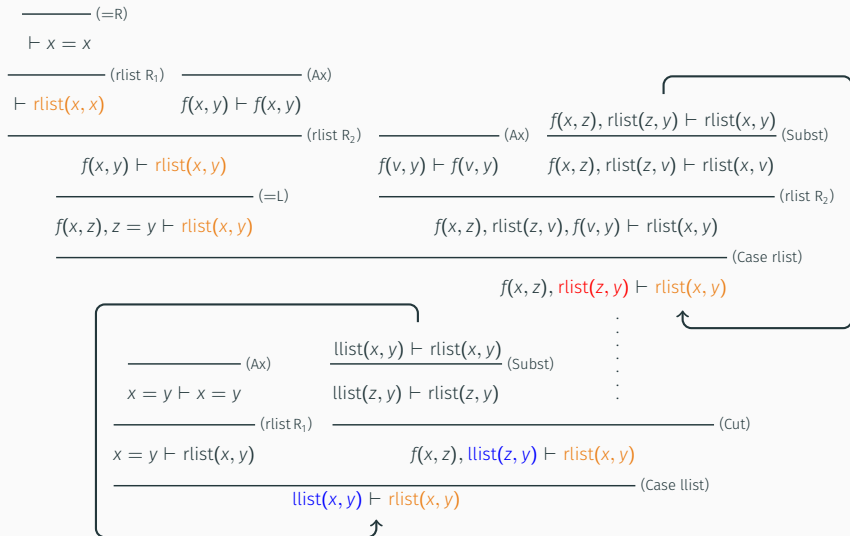 (=R)
⊢ x = x
(rlist R₁) (Ax)
⊢ rlist(x, x) f(x, y) ⊢ f(x, y) f(x, z), rlist(z, y) ⊢ rlist(x, y)
(rlist R₂) (Ax) (Subst)
f(x, y) ⊢ rlist(x, y) f(v, y) ⊢ f(v, y) f(x, z), rlist(z, v) ⊢ rlist(x, v)
(=L) (rlist R₂)
f(x, z), z = y ⊢ rlist(x, y) f(x, z), rlist(z, v), f(v, y) ⊢ rlist(x, y)
(Case rlist)
f(x, z), rlist(z, y) ⊢ rlist(x, y)
llist(x, y) ⊢ rlist(x, y)
(Ax) (Subst)
x = y ⊢ x = y llist(z, y) ⊢ rlist(z, y)
(rlist R₁) (Cut)
x = y ⊢ rlist(x, y) f(x, z), llist(z, y) ⊢ rlist(x, y)
(Case llist)
llist(x, y) ⊢ rlist(x, y)